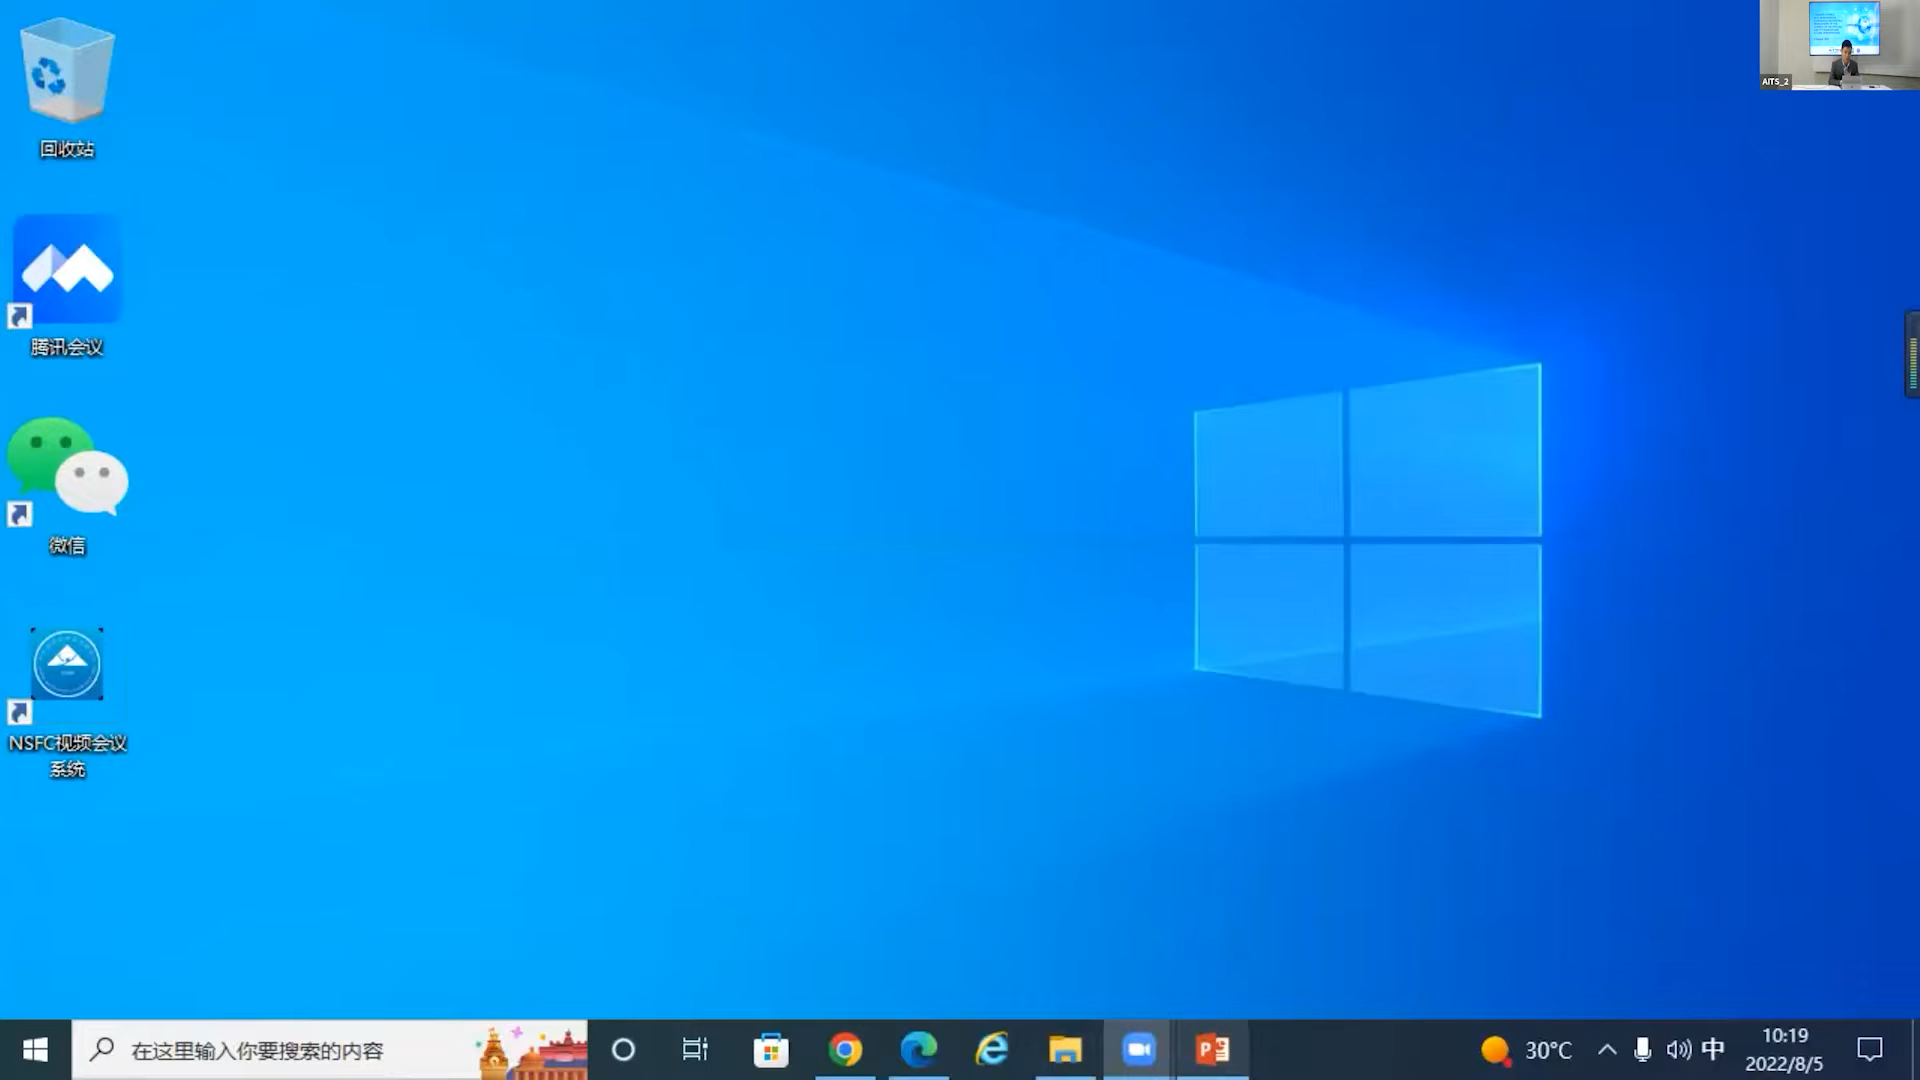 AITS_2
回收站
腾讯会议
微信
NSFC视频会议
系统
在这里输入你要搜索的内容
30°C
中
10:19
2022/8/5